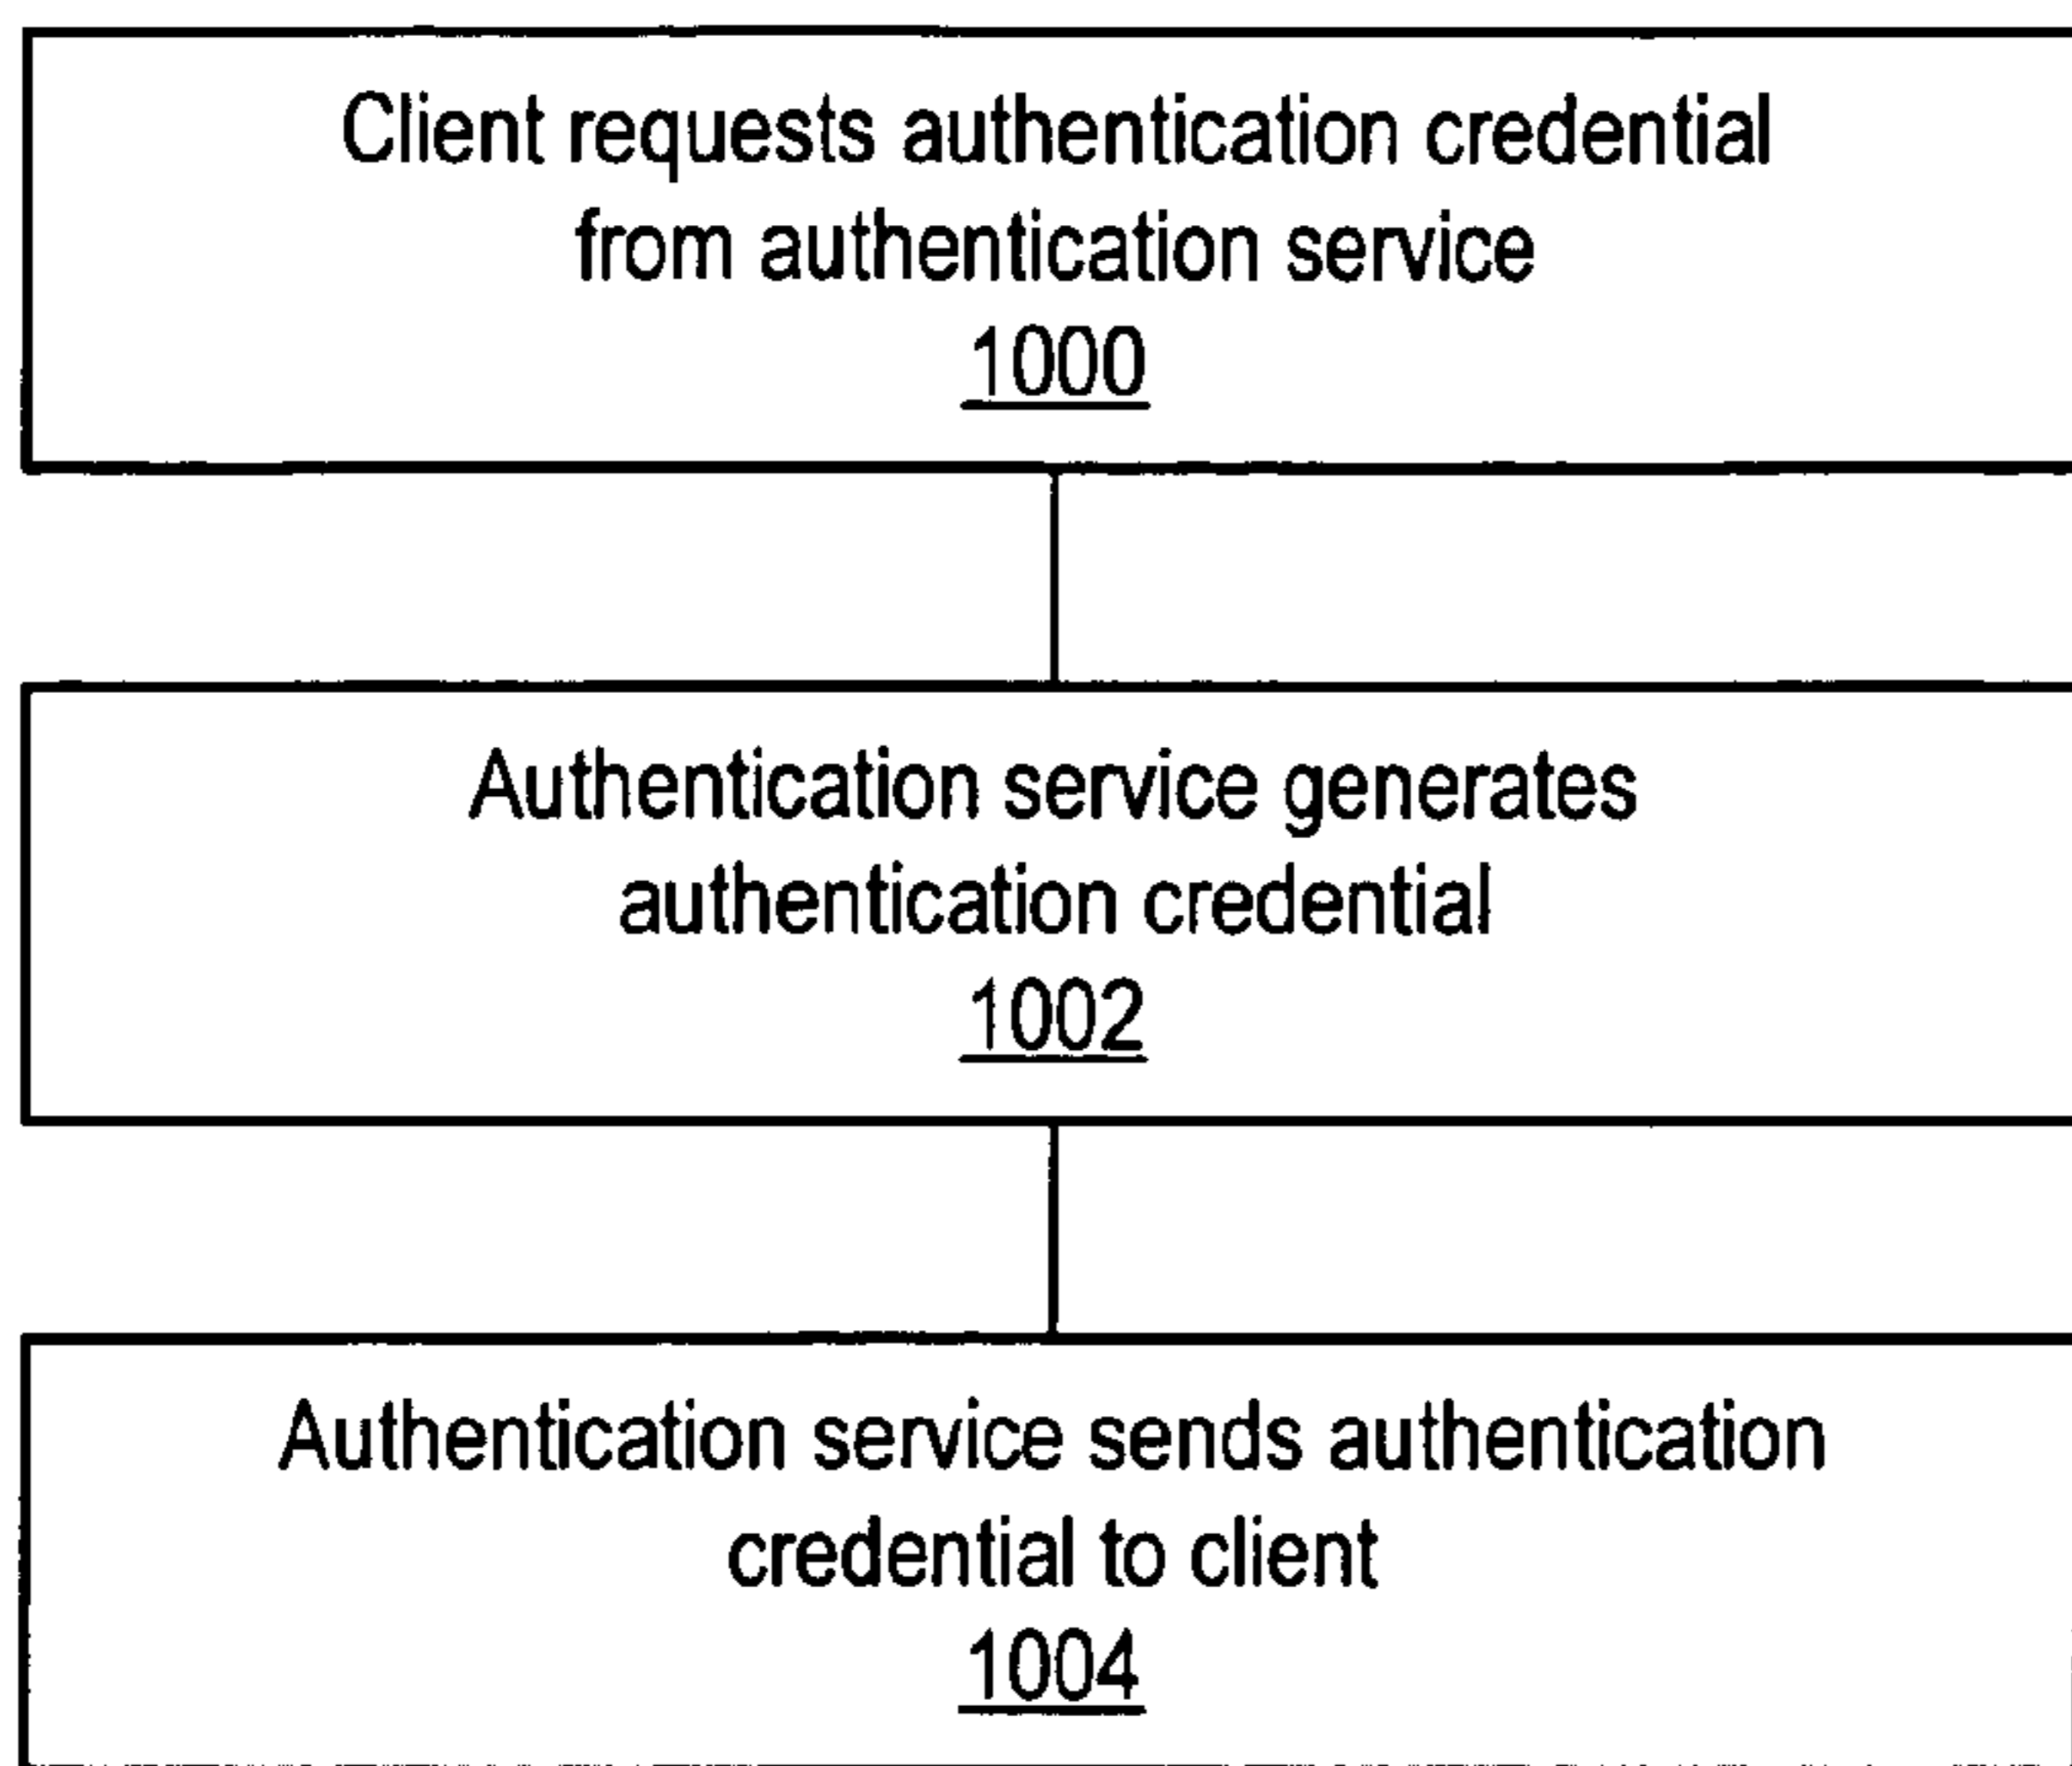 Client requests authentication credential
from authentication service
1000
Authentication service generates
authentication credential
1002
Authentication service sends authentication
credential to client
1004